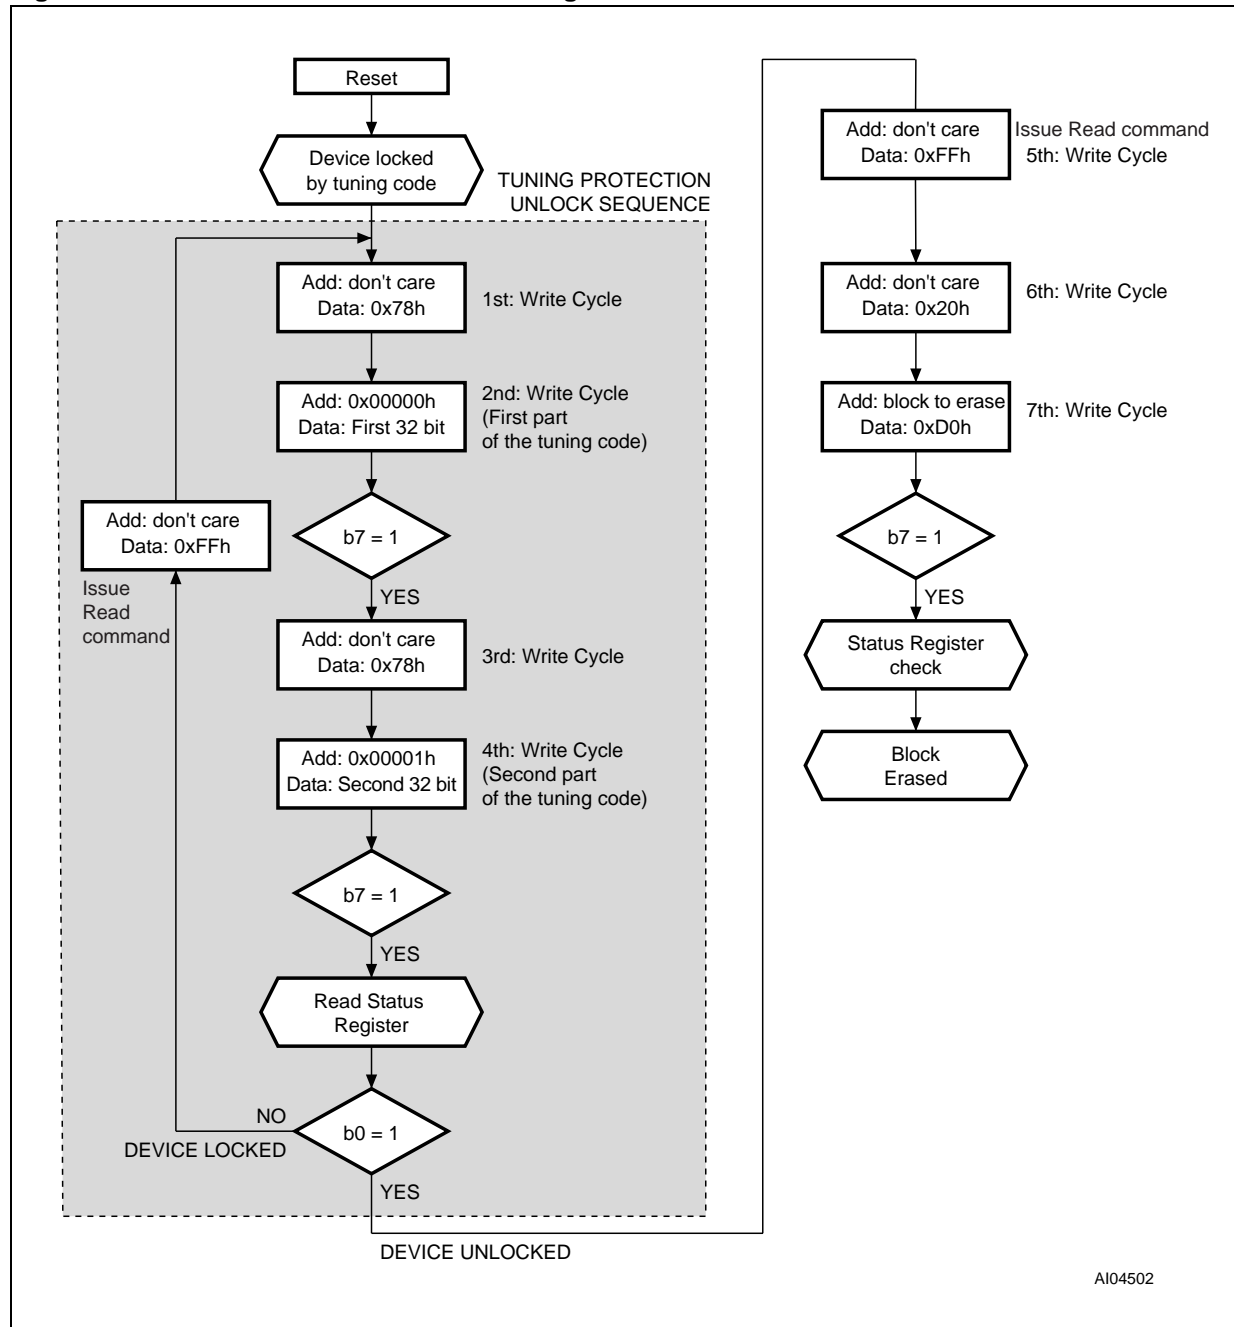 Reset
Device locked
by tuning code
TUNING PROTECTION
UNLOCK SEQUENCE
Add: don't care
Data: 0x78h
1st: Write Cycle
Add: 0x00000h
Data: First 32 bit
2nd: Write Cycle
(First part
of the tuning code)
b7 = 1
YES
Add: don't care
Data: 0xFFh
Issue
Read
command
Add: don't care
Data: 0x78h
3rd: Write Cycle
Add: 0x00001h
Data: Second 32 bit
4th: Write Cycle
(Second part
of the tuning code)
b7 = 1
YES
Read Status
Register
b0 = 1
NO
DEVICE LOCKED
YES
DEVICE UNLOCKED
Add: don't care
Data: 0xFFh
Issue Read command
5th: Write Cycle
Add: don't care
Data: 0x20h
6th: Write Cycle
Add: block to erase
Data: 0xD0h
7th: Write Cycle
b7 = 1
YES
Status Register
check
Block
Erased
AI04502